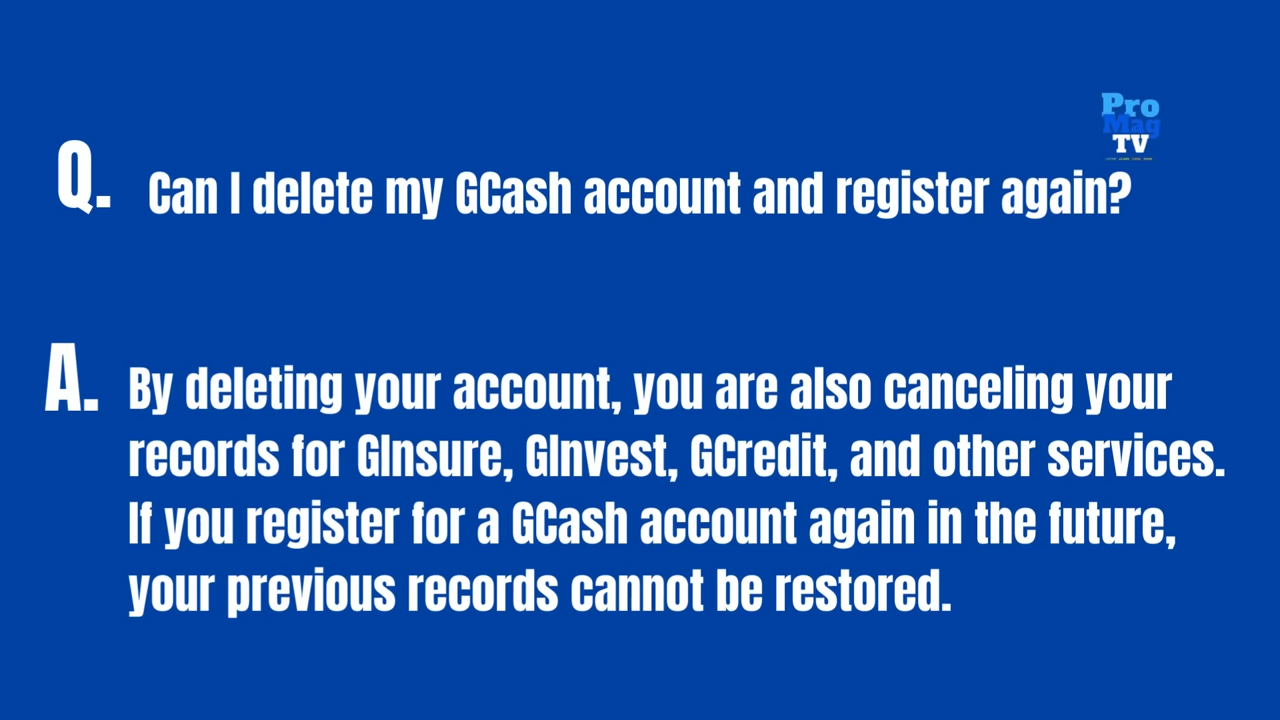 Pro
Mag
TV
Q. Can I delete my GCash account and register again?
A. By deleting your account, you are also canceling your
records for GInsure, GInvest, GCredit, and other services.
If you register for a GCash account again in the future,
your previous records cannot be restored.